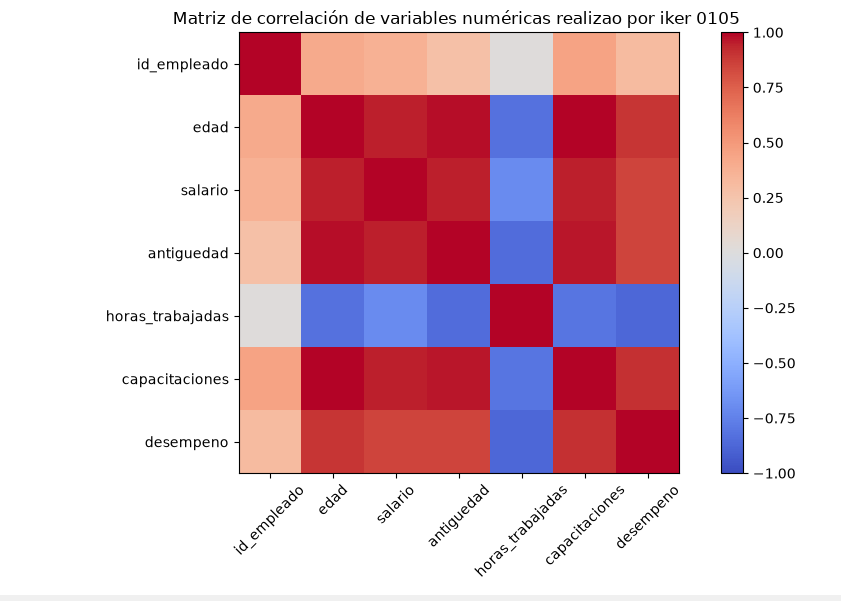 Matriz de correlación de variables numéricas realizao por iker 0105
id_empleado
edad
salario
antiguedad
horas_trabajadas
capacitaciones
desempeno
id_empleado
edad
salario
antiguedad
horas_trabajadas
capacitaciones
desempeno
1.00
0.75
0.50
0.25
0.00
−0.25
−0.50
−0.75
−1.00